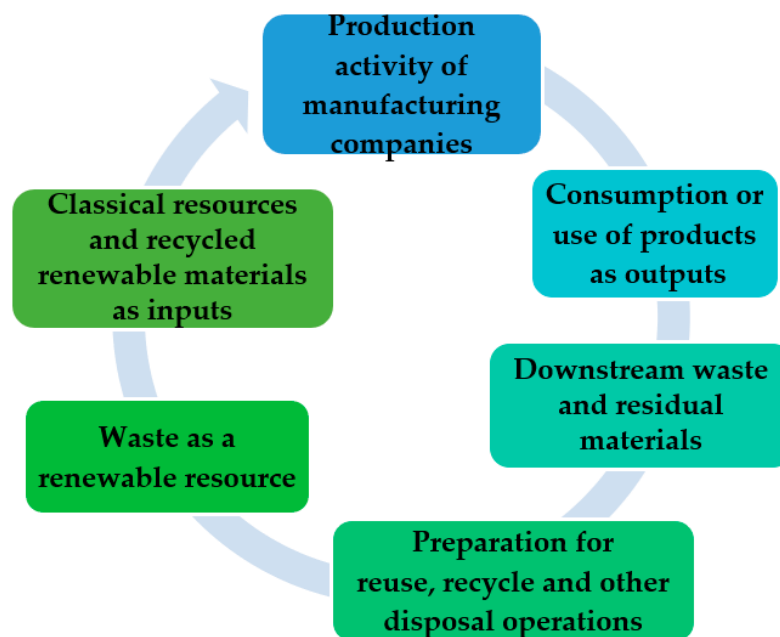 Production
activity of
manufacturing
companies
Consumption or
use of products
as outputs
Downstream waste
and residual
materials
Preparation for
reuse, recycle and other
disposal operations
Waste as a
renewable resource
Classical resources
and recycled
renewable materials
as inputs